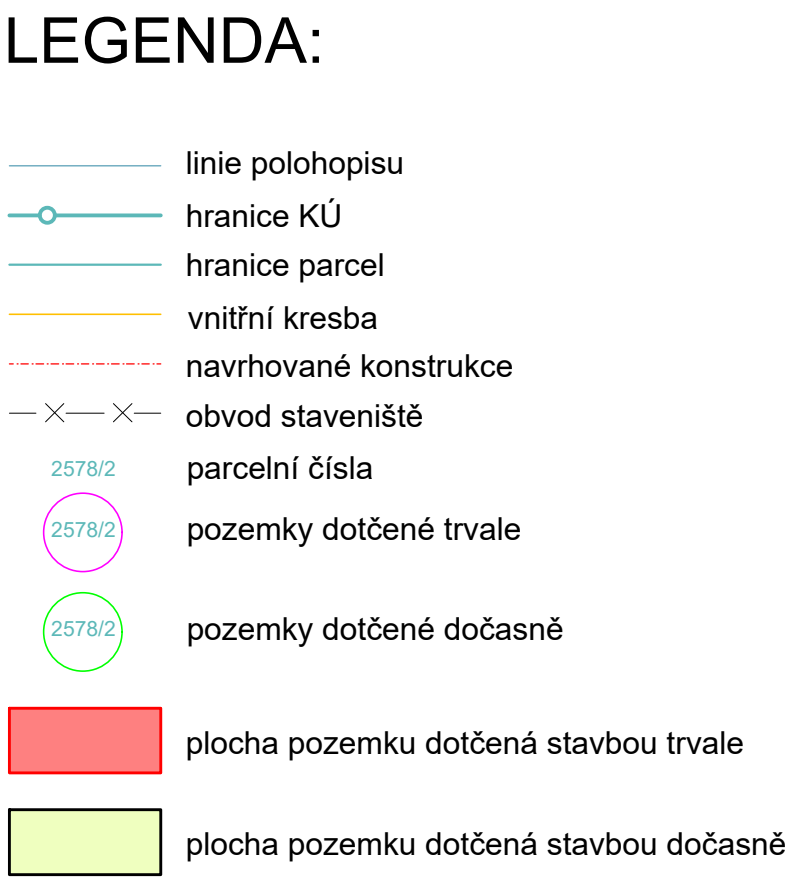 LEGENDA:
linie polohopisu
hranice KÚ
hranice parcel
vnitřní kresba
navrhované konstrukce
obvod staveniště
2578/2 parcelní čísla
2578/2 pozemky dotčené trvale
2578/2 pozemky dotčené dočasně
plocha pozemku dotčená stavbou trvale
plocha pozemku dotčená stavbou dočasně